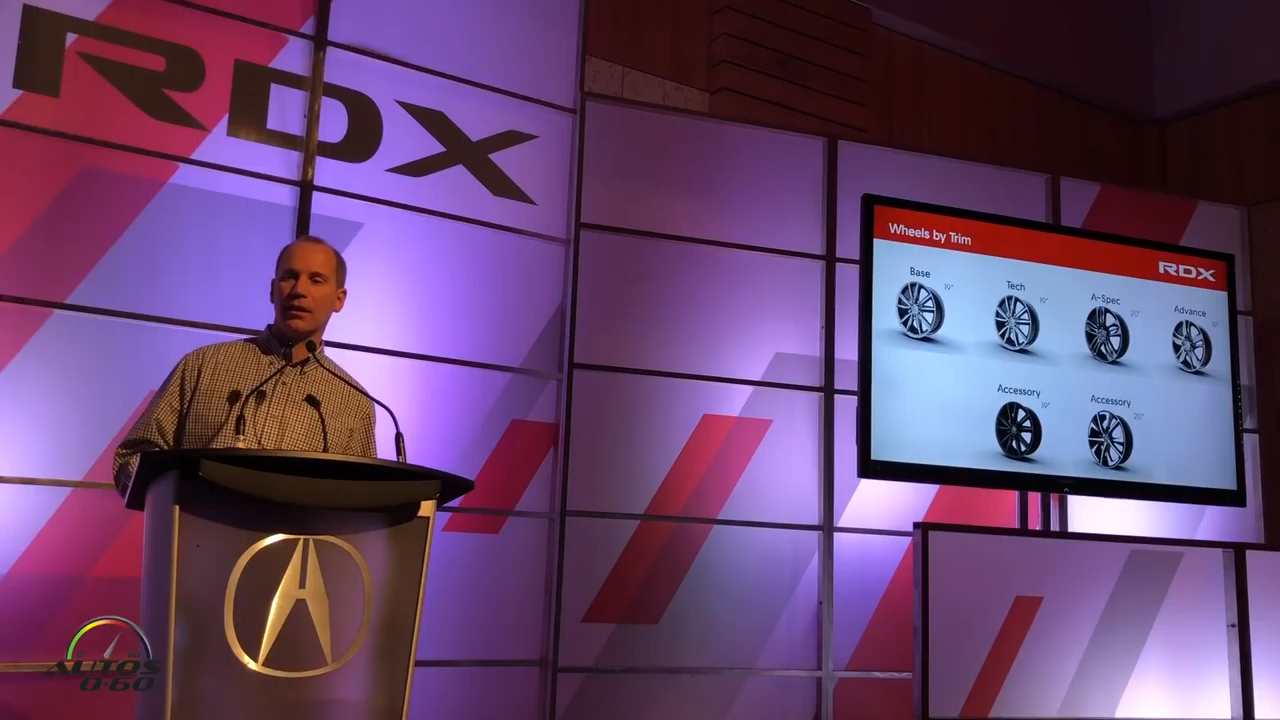 RDX
Wheels by Trim
RDX
Base
19"
Tech
19"
A-Spec
20"
Advance
19"
Accessory
19"
Accessory
20"
AUTOS
0-60